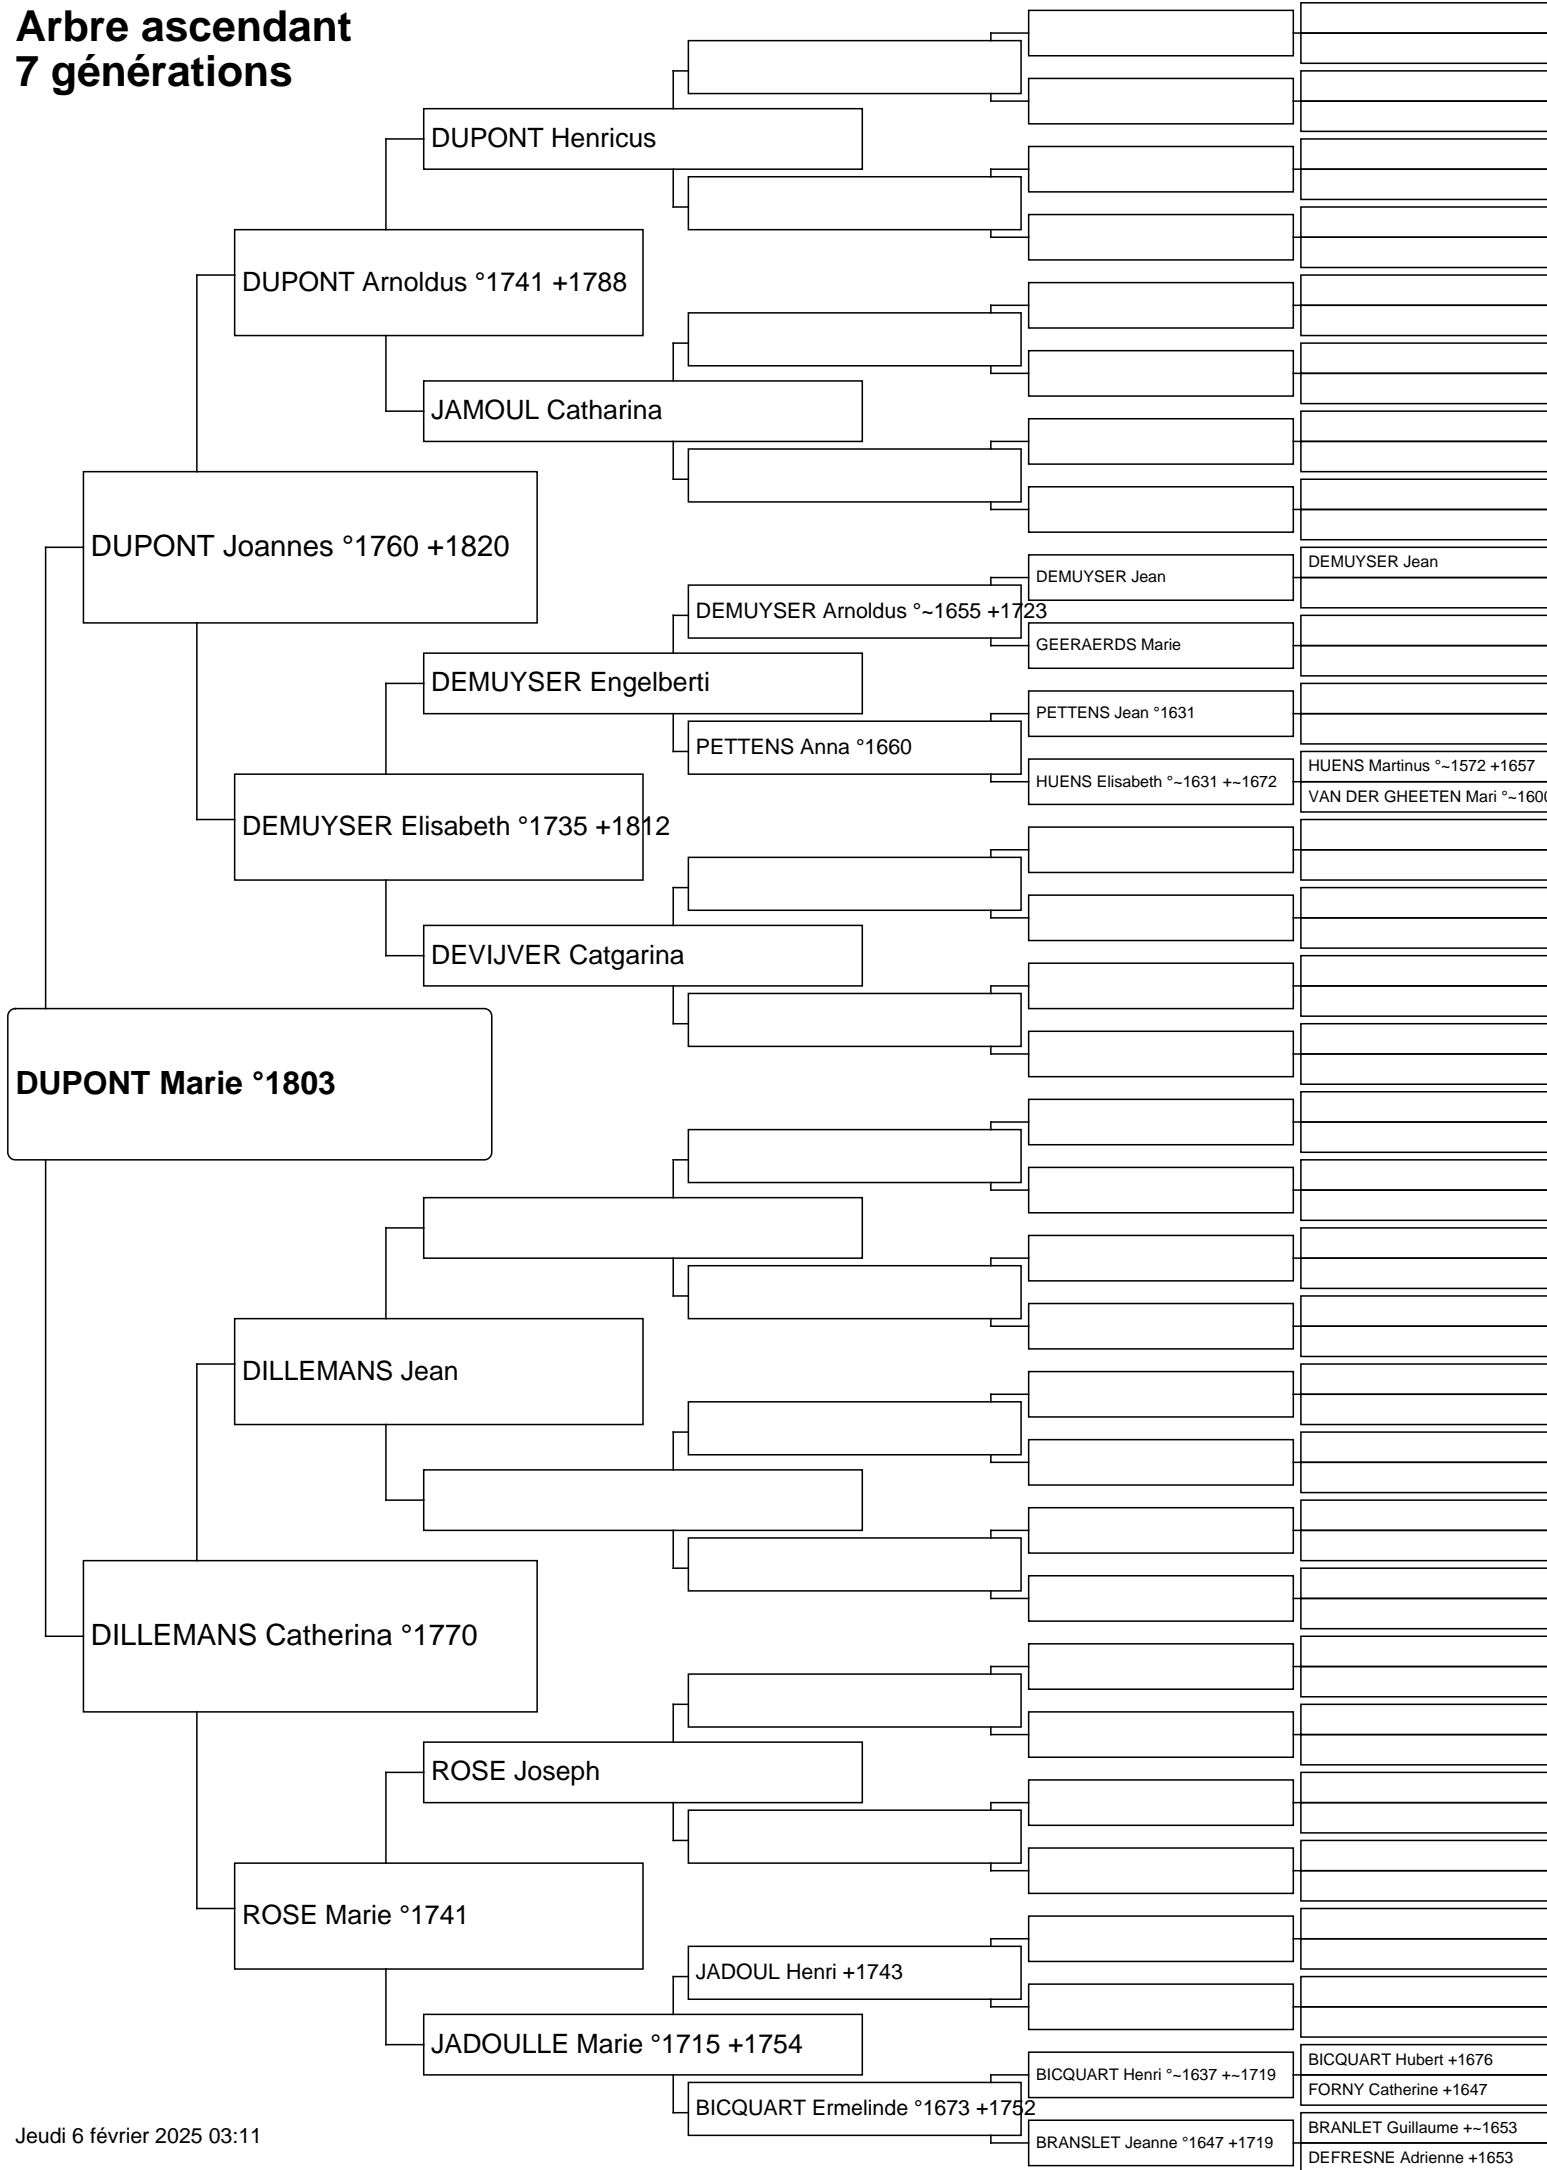 Arbre ascendant
7 générations
DUPONT Henricus
DUPONT Arnoldus °1741 +1788
JAMOUL Catharina
DUPONT Joannes °1760 +1820
DEMUYSER Jean
DEMUYSER Jean
DEMUYSER Arnoldus °~1655 +1723
GEERAERDS Marie
DEMUYSER Engelberti
PETTENS Jean °1631
PETTENS Anna °1660
HUENS Martinus °~1572 +1657
HUENS Elisabeth °~1631 +~1672
VAN DER GHEETEN Mari °~1600
DEMUYSER Elisabeth °1735 +1812
DEVIJVER Catgarina
DUPONT Marie °1803
DILLEMANS Jean
DILLEMANS Catherina °1770
ROSE Joseph
ROSE Marie °1741
JADOUL Henri +1743
JADOULLE Marie °1715 +1754
BICQUART Hubert +1676
BICQUART Henri °~1637 +~1719
FORNY Catherine +1647
BICQUART Ermelinde °1673 +1752
BRANLET Guillaume +~1653
BRANSLET Jeanne °1647 +1719
DEFRESNE Adrienne +1653
Jeudi 6 février 2025 03:11